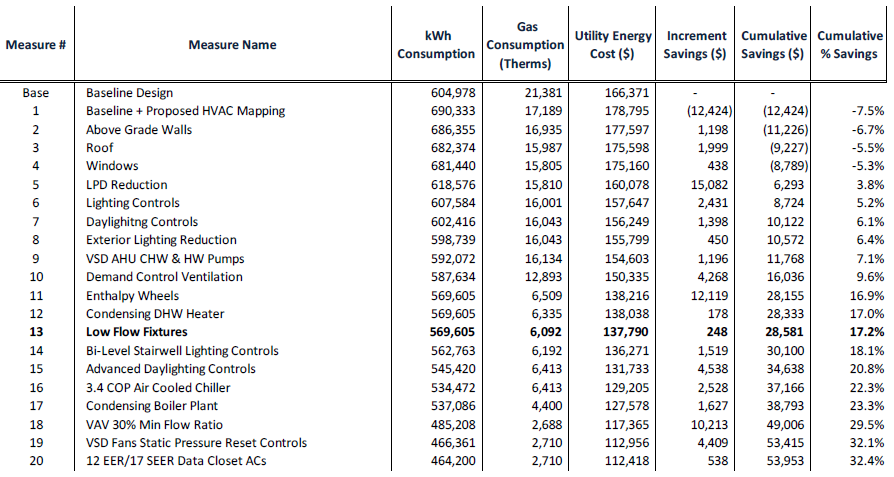 Measure # Measure Name kWh Consumption Gas Consumption (Therms) Utility Energy Cost ($) Increment Savings ($) Cumulative Savings ($) Cumulative % Savings
Base Baseline Design 604,978 21,381 166,371 - -
1 Baseline + Proposed HVAC Mapping 690,333 17,189 178,795 (12,424) (12,424) -7.5%
2 Above Grade Walls 686,355 16,935 177,597 1,198 (11,226) -6.7%
3 Roof 682,374 15,987 175,598 1,999 (9,227) -5.5%
4 Windows 681,440 15,805 175,160 438 (8,789) -5.3%
5 LPD Reduction 618,576 15,810 160,078 15,082 6,293 3.8%
6 Lighting Controls 607,584 16,001 157,647 2,431 8,724 5.2%
7 Daylighitng Controls 602,416 16,043 156,249 1,398 10,122 6.1%
8 Exterior Lighting Reduction 598,739 16,043 155,799 450 10,572 6.4%
9 VSD AHU CHW & HW Pumps 592,072 16,134 154,603 1,196 11,768 7.1%
10 Demand Control Ventilation 587,634 12,893 150,335 4,268 16,036 9.6%
11 Enthalpy Wheels 569,605 6,509 138,216 12,119 28,155 16.9%
12 Condensing DHW Heater 569,605 6,335 138,038 178 28,333 17.0%
13 Low Flow Fixtures 569,605 6,092 137,790 248 28,581 17.2%
14 Bi-Level Stairwell Lighting Controls 562,763 6,192 136,271 1,519 30,100 18.1%
15 Advanced Daylighting Controls 545,420 6,413 131,733 4,538 34,638 20.8%
16 3.4 COP Air Cooled Chiller 534,472 6,413 129,205 2,528 37,166 22.3%
17 Condensing Boiler Plant 537,086 4,400 127,578 1,627 38,793 23.3%
18 VAV 30% Min Flow Ratio 485,208 2,688 117,365 10,213 49,006 29.5%
19 VSD Fans Static Pressure Reset Controls 466,361 2,710 112,956 4,409 53,415 32.1%
20 12 EER/17 SEER Data Closet ACs 464,200 2,710 112,418 538 53,953 32.4%